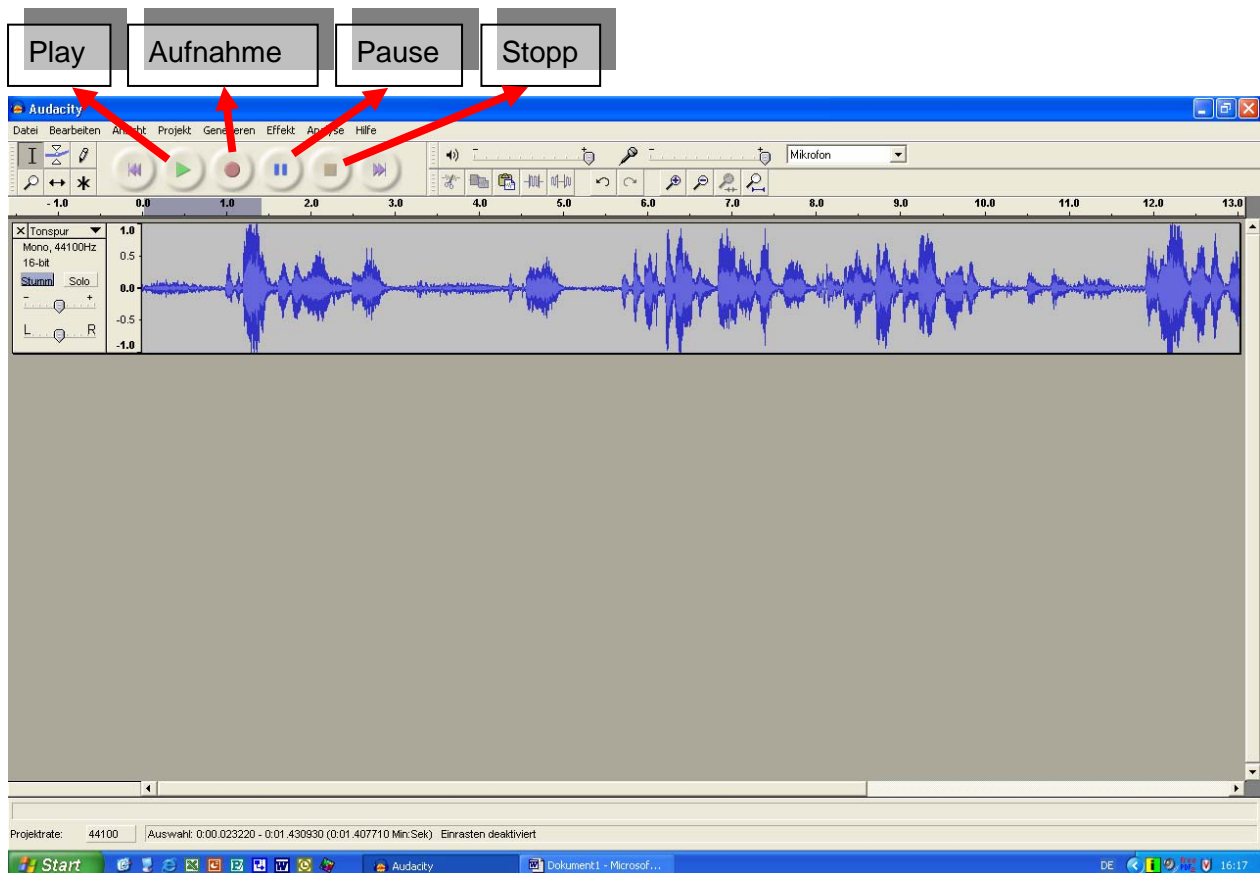 Play Aufnahme Pause Stopp
Audacity
Datei Bearbeiten Ansicht Projekt Generieren Effekt Analyse Hilfe
Mikrofon
- 1.0 0.0 1.0 2.0 3.0 4.0 5.0 6.0 7.0 8.0 9.0 10.0 11.0 12.0 13.0
Tonspur
Mono, 44100Hz
16-bit
Stumm Solo
- +
L R
1.0
0.5
0.0
-0.5
-1.0
Projektrate: 44100 Auswahl: 0:00.023220 - 0:01.430930 (0:01.407710 Min:Sek) Einrasten deaktiviert
Start Audacity Dokument1 - Microsof... DE 16:17